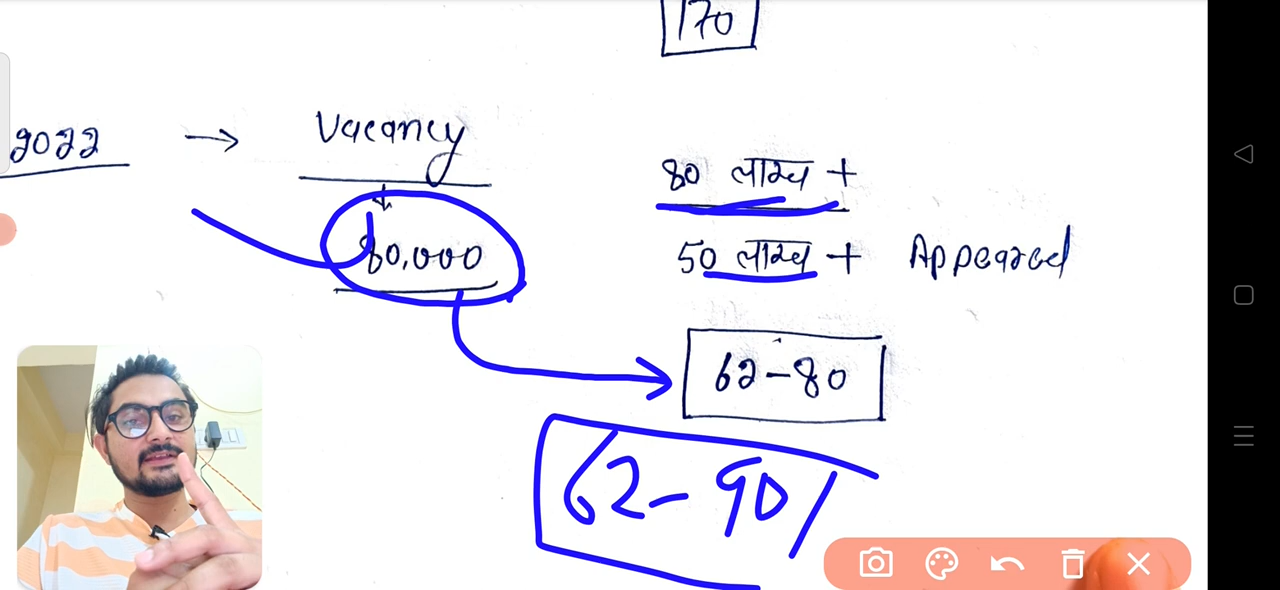 170
2022 → Vacancy
80 लाख +
80,000
50 लाख + Appeared
62-80
62-90